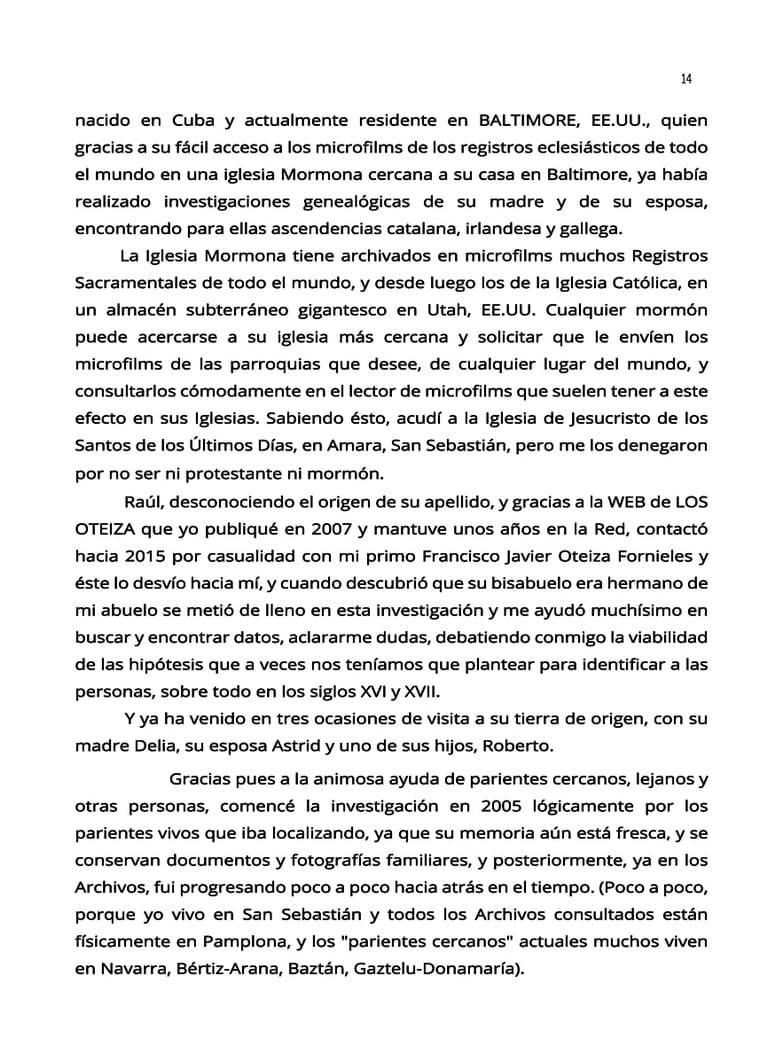 14
nacido en Cuba y actualmente residente en BALTIMORE, EE.UU., quien
gracias a su fácil acceso a los microfilms de los registros eclesiásticos de todo
el mundo en una iglesia Mormona cercana a su casa en Baltimore, ya había
realizado investigaciones genealógicas de su madre y de su esposa,
encontrando para ellas ascendencias catalana, irlandesa y gallega.
La Iglesia Mormona tiene archivados en microfilms muchos Registros
Sacramentales de todo el mundo, y desde luego los de la Iglesia Católica, en
un almacén subterráneo gigantesco en Utah, EE.UU. Cualquier mormón
puede acercarse a su iglesia más cercana y solicitar que le envíen los
microfilms de las parroquias que desee, de cualquier lugar del mundo, y
consultarlos cómodamente en el lector de microfilms que suelen tener a este
efecto en sus Iglesias. Sabiendo ésto, acudí a la Iglesia de Jesucristo de los
Santos de los Últimos Días, en Amara, San Sebastián, pero me los denegaron
por no ser ni protestante ni mormón.
Raúl, desconociendo el origen de su apellido, y gracias a la WEB de LOS
OTEIZA que yo publiqué en 2007 y mantuve unos años en la Red, contactó
hacia 2015 por casualidad con mi primo Francisco Javier Oteiza Fornieles y
éste lo desvío hacia mí, y cuando descubrió que su bisabuelo era hermano de
mi abuelo se metió de lleno en esta investigación y me ayudó muchísimo en
buscar y encontrar datos, aclararme dudas, debatiendo conmigo la viabilidad
de las hipótesis que a veces nos teníamos que plantear para identificar a las
personas, sobre todo en los siglos XVI y XVII.
Y ya ha venido en tres ocasiones de visita a su tierra de origen, con su
madre Delia, su esposa Astrid y uno de sus hijos, Roberto.
Gracias pues a la animosa ayuda de parientes cercanos, lejanos y
otras personas, comencé la investigación en 2005 lógicamente por los
parientes vivos que iba localizando, ya que su memoria aún está fresca, y se
conservan documentos y fotografías familiares, y posteriormente, ya en los
Archivos, fui progresando poco a poco hacia atrás en el tiempo. (Poco a poco,
porque yo vivo en San Sebastián y todos los Archivos consultados están
físicamente en Pamplona, y los "parientes cercanos" actuales muchos viven
en Navarra, Bértiz-Arana, Baztán, Gaztelu-Donamaría).